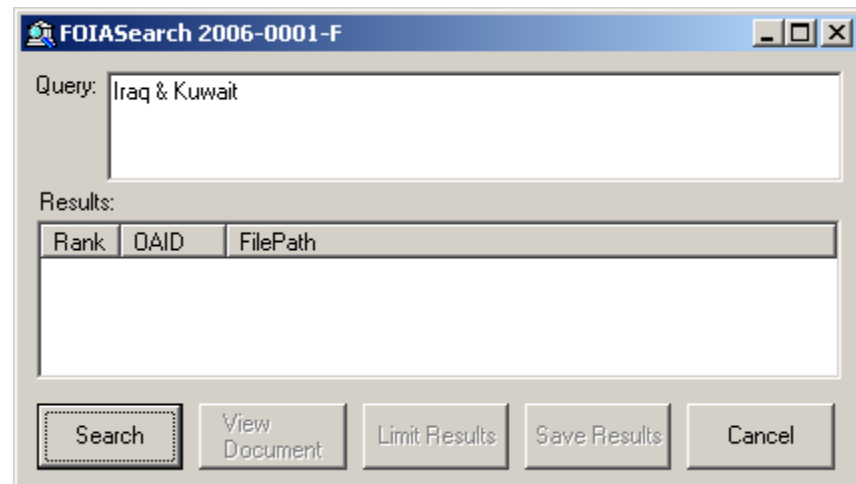 FOIASearch 2006-0001-F
Query: Iraq & Kuwait
Results:
Rank OAID FilePath
Search View Document Limit Results Save Results Cancel